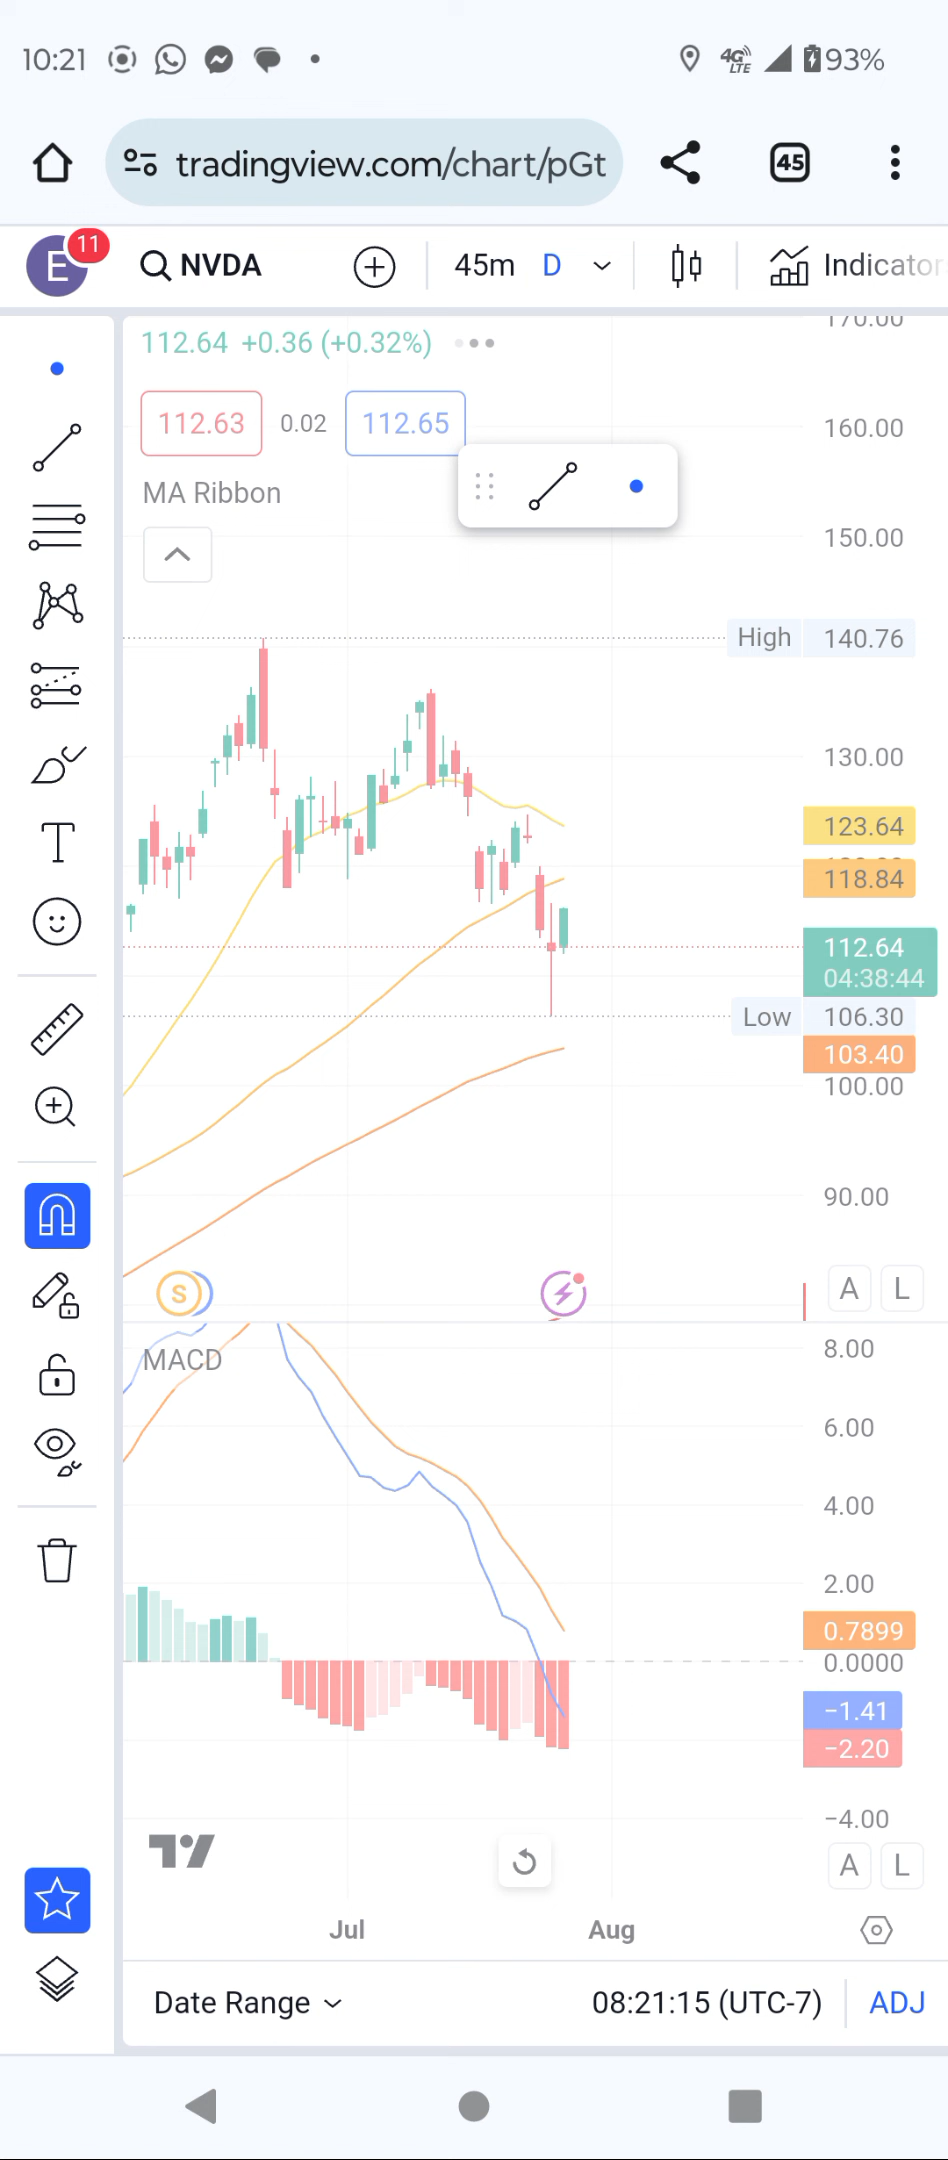 10:21 4G LTE 93%
tradingview.com/chart/pGt 45
E 11 NVDA 45m D Indicator
170.00
112.64 +0.36 (+0.32%)
112.63 0.02 112.65
160.00
MA Ribbon
150.00
High 140.76
130.00
123.64
118.84
112.64
04:38:44
Low 106.30
103.40
100.00
90.00
S A L
MACD 8.00
6.00
4.00
2.00
0.7899
0.0000
−1.41
−2.20
−4.00
A L
Jul Aug
Date Range 08:21:15 (UTC-7) ADJ